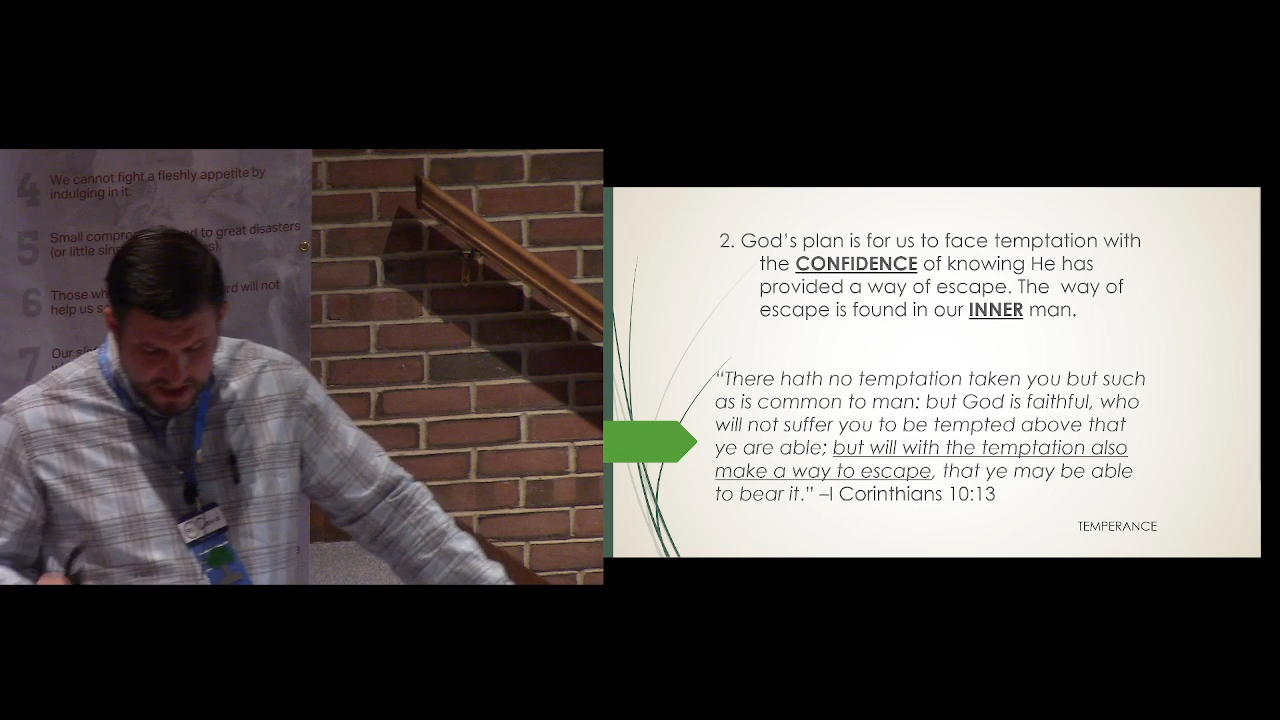 4 We cannot fight a fleshly appetite by
indulging in it.
5 Small to great disasters
(or little
6 Those will not
help us
7 Our
2. God's plan is for us to face temptation with
the CONFIDENCE of knowing He has
provided a way of escape. The way of
escape is found in our INNER man.
“There hath no temptation taken you but such
as is common to man: but God is faithful, who
will not suffer you to be tempted above that
ye are able; but will with the temptation also
make a way to escape, that ye may be able
to bear it.” –I Corinthians 10:13
TEMPERANCE